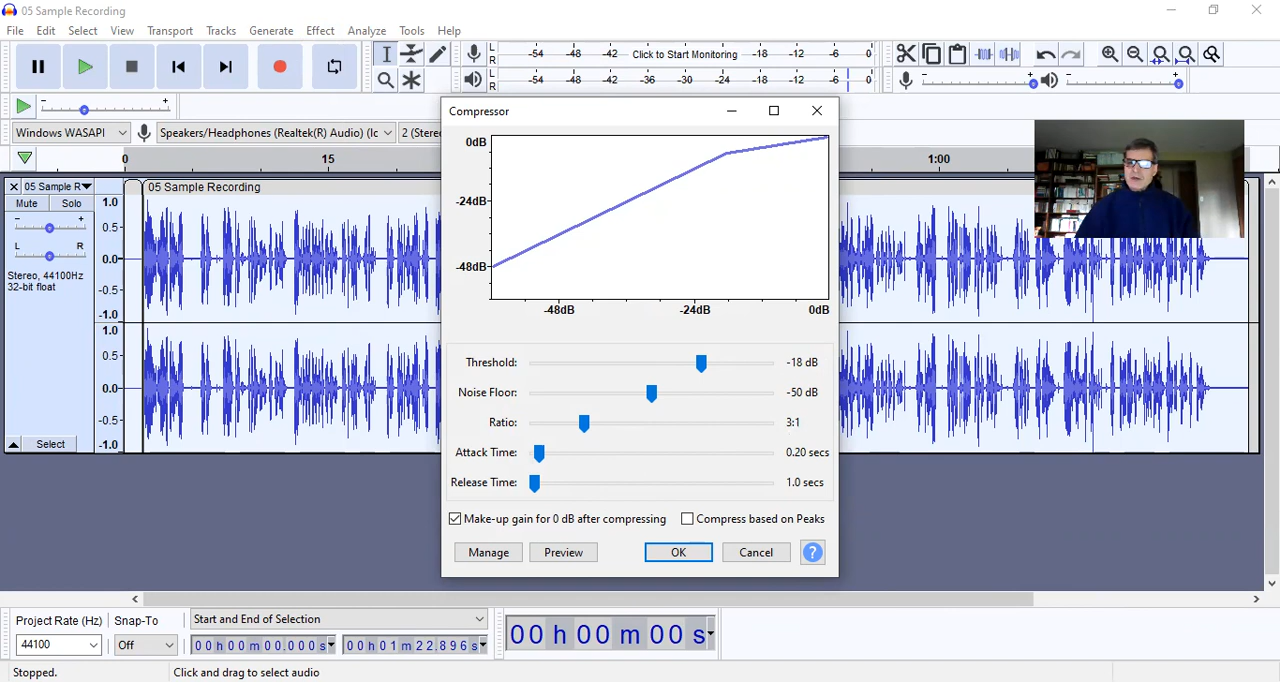 05 Sample Recording
File Edit Select View Transport Tracks Generate Effect Analyze Tools Help
L R -54 -48 -42 Click to Start Monitoring -18 -12 -6 0
L R -54 -48 -42 -36 -30 -24 -18 -12 -6 0
- + - +
- +
Windows WASAPI Speakers/Headphones (Realtek(R) Audio) (lc 2 (Stere
0 15 1:00
05 Sample R 05 Sample Recording
Mute Solo
- +
L R
Stereo, 44100Hz
32-bit float
Select
1.0
0.5
0.0
-0.5
-1.0
1.0
0.5
0.0
-0.5
-1.0
Compressor
0dB
-24dB
-48dB
-48dB -24dB 0dB
Threshold: -18 dB
Noise Floor: -50 dB
Ratio: 3:1
Attack Time: 0.20 secs
Release Time: 1.0 secs
Make-up gain for 0 dB after compressing Compress based on Peaks
Manage Preview OK Cancel ?
Project Rate (Hz) Snap-To Start and End of Selection
44100 Off 00 h 00 m 00.000 s 00 h 01 m 22.896 s 00 h 00 m 00 s
Stopped. Click and drag to select audio